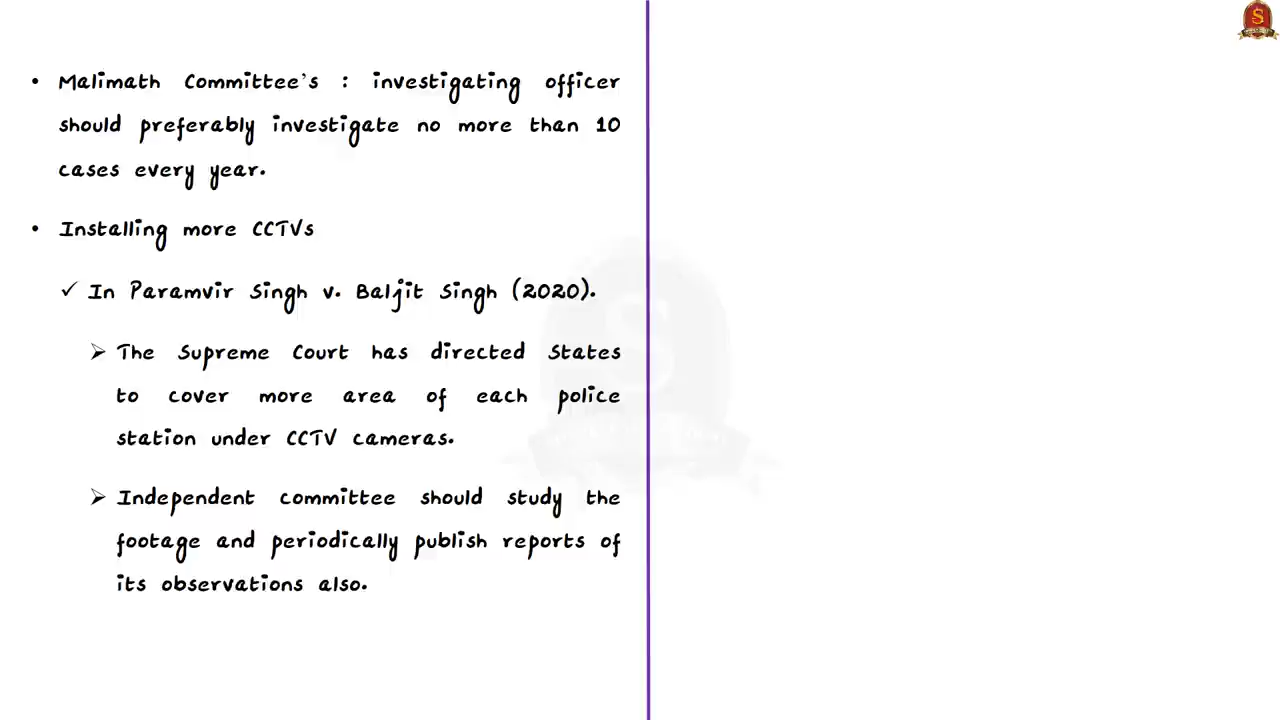 • Malimath Committee's : investigating officer
should preferably investigate no more than 10
cases every year.
• Installing more CCTVs
✓ In Paramvir Singh v. Baljit Singh (2020).
➢ The Supreme Court has directed States
to cover more area of each police
station under CCTV cameras.
➢ Independent committee should study the
footage and periodically publish reports of
its observations also.